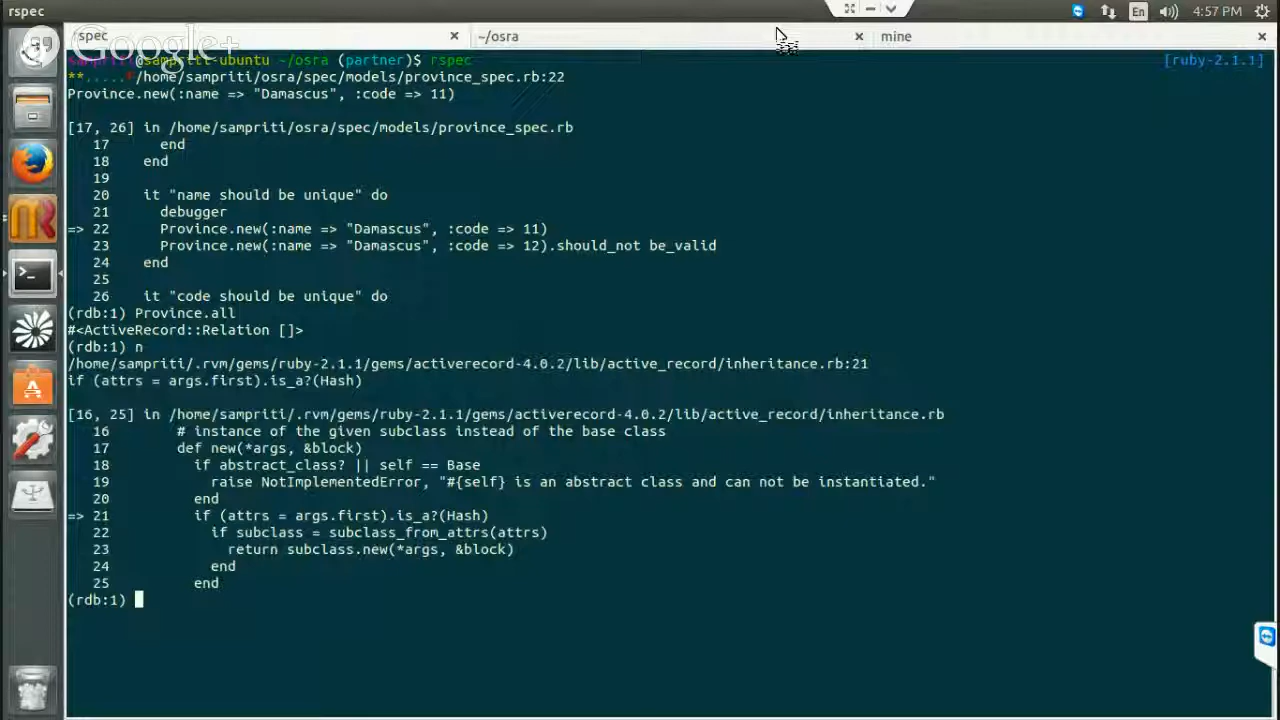 rspec
En
4:57 PM
Google+
spec
~/osra
mine
sampriti@sampriti-ubuntu ~/osra (partner)$ rspec [ruby-2.1.1]
**.....*/home/sampriti/osra/spec/models/province_spec.rb:22
Province.new(:name => "Damascus", :code => 11)
[17, 26] in /home/sampriti/osra/spec/models/province_spec.rb
17 end
18 end
19
20 it "name should be unique" do
21 debugger
=> 22 Province.new(:name => "Damascus", :code => 11)
23 Province.new(:name => "Damascus", :code => 12).should_not be_valid
24 end
25
26 it "code should be unique" do
(rdb:1) Province.all
#<ActiveRecord::Relation []>
(rdb:1) n
/home/sampriti/.rvm/gems/ruby-2.1.1/gems/activerecord-4.0.2/lib/active_record/inheritance.rb:21
if (attrs = args.first).is_a?(Hash)
[16, 25] in /home/sampriti/.rvm/gems/ruby-2.1.1/gems/activerecord-4.0.2/lib/active_record/inheritance.rb
16 # instance of the given subclass instead of the base class
17 def new(*args, &block)
18 if abstract_class? || self == Base
19 raise NotImplementedError, "#{self} is an abstract class and can not be instantiated."
20 end
=> 21 if (attrs = args.first).is_a?(Hash)
22 if subclass = subclass_from_attrs(attrs)
23 return subclass.new(*args, &block)
24 end
25 end
(rdb:1)